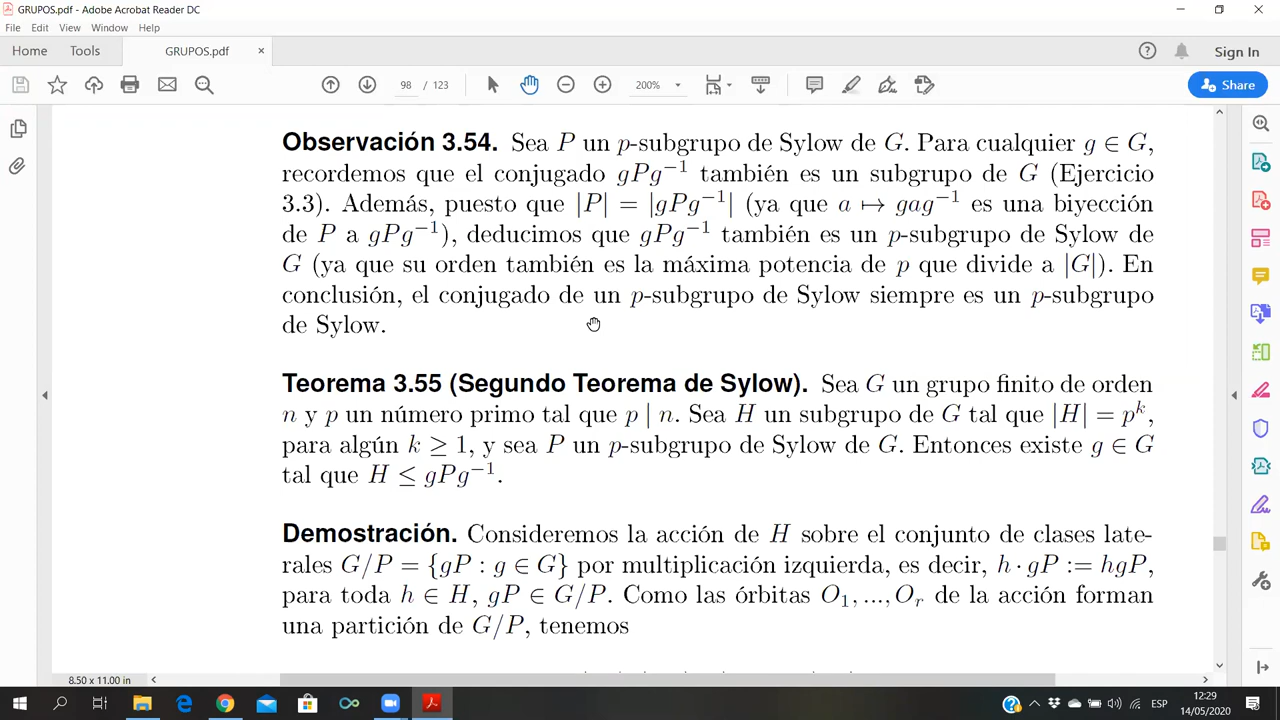 GRUPOS.pdf - Adobe Acrobat Reader DC
File Edit View Window Help
Home Tools GRUPOS.pdf × Sign In
98 / 123 200% Share
Observación 3.54. Sea P un p-subgrupo de Sylow de G. Para cualquier g ∈ G,
recordemos que el conjugado gPg⁻¹ también es un subgrupo de G (Ejercicio
3.3). Además, puesto que |P| = |gPg⁻¹| (ya que a ↦ gag⁻¹ es una biyección
de P a gPg⁻¹), deducimos que gPg⁻¹ también es un p-subgrupo de Sylow de
G (ya que su orden también es la máxima potencia de p que divide a |G|). En
conclusión, el conjugado de un p-subgrupo de Sylow siempre es un p-subgrupo
de Sylow.
Teorema 3.55 (Segundo Teorema de Sylow). Sea G un grupo finito de orden
n y p un número primo tal que p | n. Sea H un subgrupo de G tal que |H| = pᵏ,
para algún k ≥ 1, y sea P un p-subgrupo de Sylow de G. Entonces existe g ∈ G
tal que H ≤ gPg⁻¹.
Demostración. Consideremos la acción de H sobre el conjunto de clases late-
rales G/P = {gP : g ∈ G} por multiplicación izquierda, es decir, h · gP := hgP,
para toda h ∈ H, gP ∈ G/P. Como las órbitas O₁, ..., Oᵣ de la acción forman
una partición de G/P, tenemos
8.50 x 11.00 in
ESP
12:29
14/05/2020